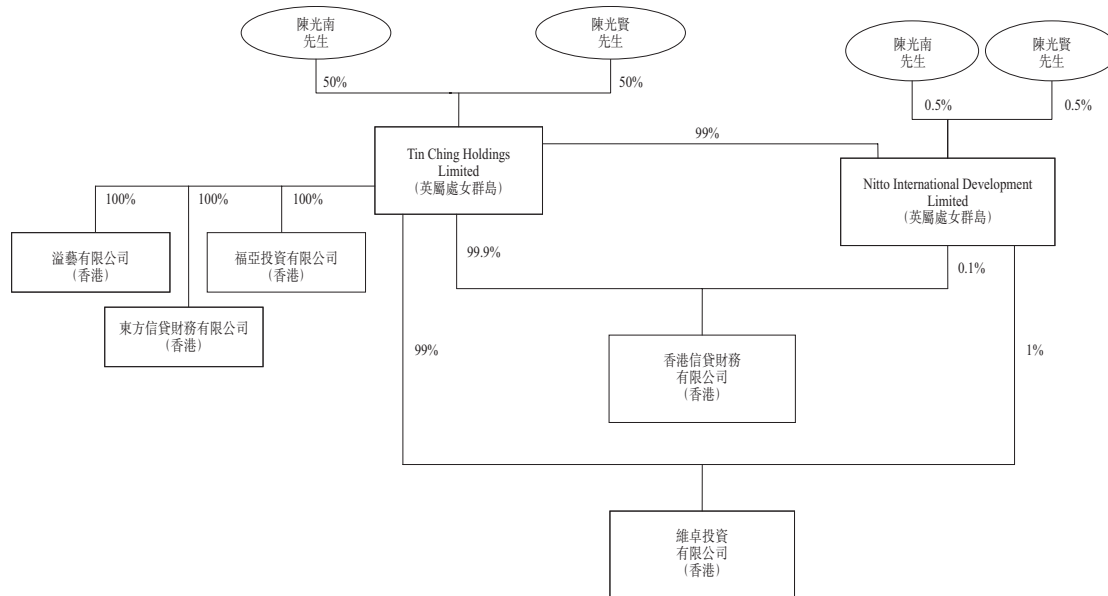 陳光南
先生
陳光賢
先生
陳光南
先生
陳光賢
先生
50%
50%
0.5%
0.5%
99%
Tin Ching Holdings
Limited
(英屬處女群島)
Nitto International Development
Limited
(英屬處女群島)
100%
100%
100%
溢藝有限公司
(香港)
福亞投資有限公司
(香港)
99.9%
0.1%
東方信貸財務有限公司
(香港)
99%
1%
香港信貸財務
有限公司
(香港)
維卓投資
有限公司
(香港)